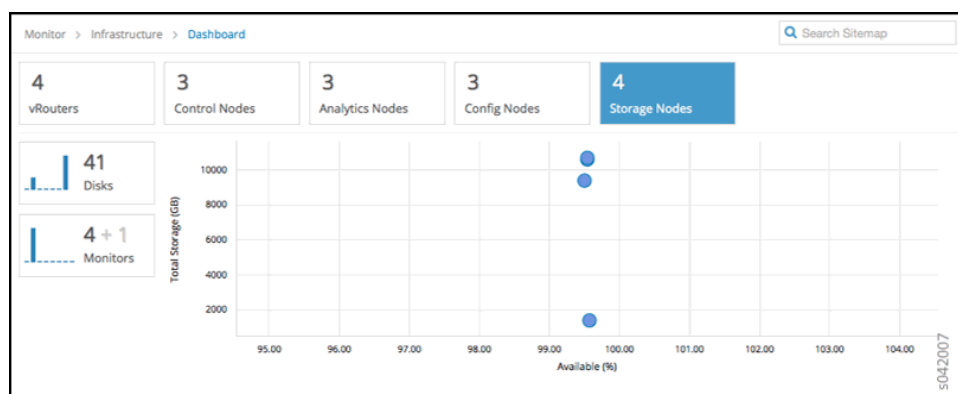 Monitor > Infrastructure > Dashboard
Search Sitemap
4
vRouters
3
Control Nodes
3
Analytics Nodes
3
Config Nodes
4
Storage Nodes
41
Disks
4 + 1
Monitors
Total Storage (GB)
10000
8000
6000
4000
2000
95.00 96.00 97.00 98.00 99.00 100.00 101.00 102.00 103.00 104.00
Available (%)
s042007